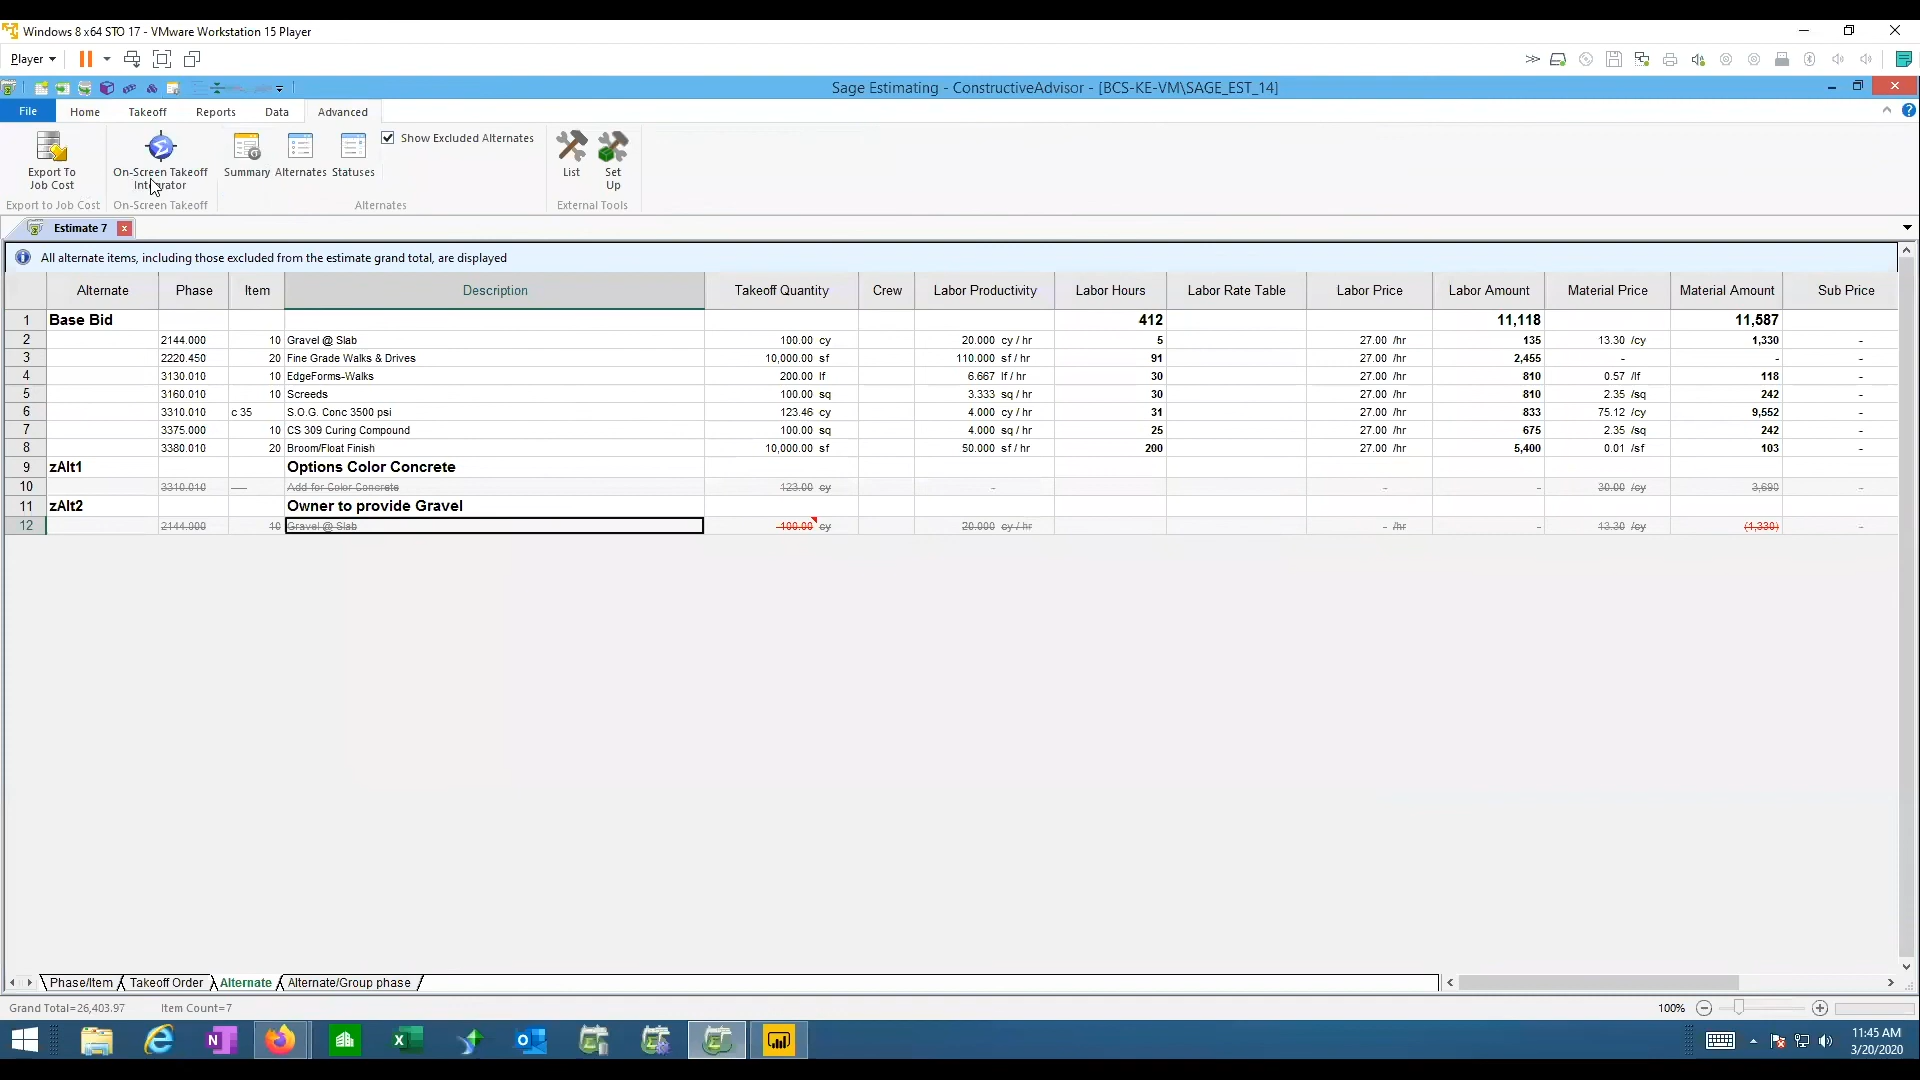 Windows 8 x64 STO 17 - VMware Workstation 15 Player
Player
Sage Estimating - ConstructiveAdvisor - [BCS-KE-VM\SAGE_EST_14]
File Home Takeoff Reports Data Advanced
Export To Job Cost
On-Screen Takeoff Integrator
Summary Alternates Statuses
Show Excluded Alternates
List Set Up
Export to Job Cost On-Screen Takeoff Alternates External Tools
Estimate 7
All alternate items, including those excluded from the estimate grand total, are displayed
Alternate Phase Item Description Takeoff Quantity Crew Labor Productivity Labor Hours Labor Rate Table Labor Price Labor Amount Material Price Material Amount Sub Price
1 Base Bid 412 11,118 11,587
2 2144.000 10 Gravel @ Slab 100.00 cy 20.000 cy / hr 5 27.00 /hr 135 13.30 /cy 1,330 -
3 2220.450 20 Fine Grade Walks & Drives 10,000.00 sf 110.000 sf / hr 91 27.00 /hr 2,455 - - -
4 3130.010 10 EdgeForms-Walks 200.00 lf 6.667 lf / hr 30 27.00 /hr 810 0.57 /lf 118 -
5 3160.010 10 Screeds 100.00 sq 3.333 sq / hr 30 27.00 /hr 810 2.35 /sq 242 -
6 3310.010 c 35 S.O.G. Conc 3500 psi 123.46 cy 4.000 cy / hr 31 27.00 /hr 833 75.12 /cy 9,552 -
7 3375.000 10 CS 309 Curing Compound 100.00 sq 4.000 sq / hr 25 27.00 /hr 675 2.35 /sq 242 -
8 3380.010 20 Broom/Float Finish 10,000.00 sf 50.000 sf / hr 200 27.00 /hr 5,400 0.01 /sf 103 -
9 zAlt1 Options Color Concrete
10 3310.010 Add for Color Concrete 123.00 cy - - - 30.00 /cy 3,690 -
11 zAlt2 Owner to provide Gravel
12 2144.000 10 Gravel @ Slab -100.00 cy 20.000 cy / hr - /hr - 13.30 /cy (1,330) -
Phase/Item Takeoff Order Alternate Alternate/Group phase
Grand Total=26,403.97 Item Count=7 100%
11:45 AM
3/20/2020